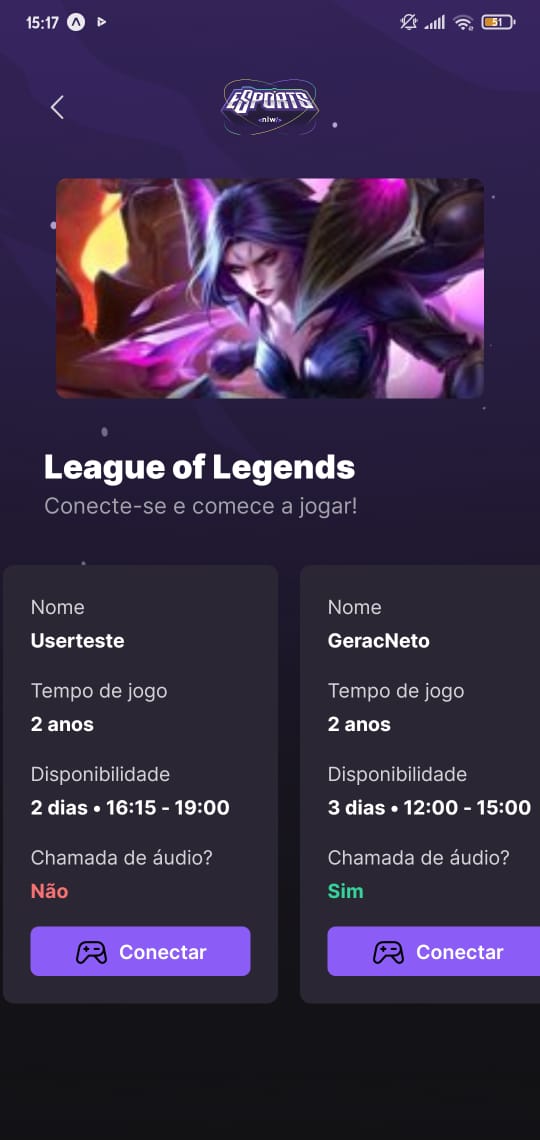 15:17
51
ESPORTS
<nlw/>
League of Legends
Conecte-se e comece a jogar!
Nome
Userteste
Tempo de jogo
2 anos
Disponibilidade
2 dias • 16:15 - 19:00
Chamada de áudio?
Não
Conectar
Nome
GeracNeto
Tempo de jogo
2 anos
Disponibilidade
3 dias • 12:00 - 15:00
Chamada de áudio?
Sim
Conectar